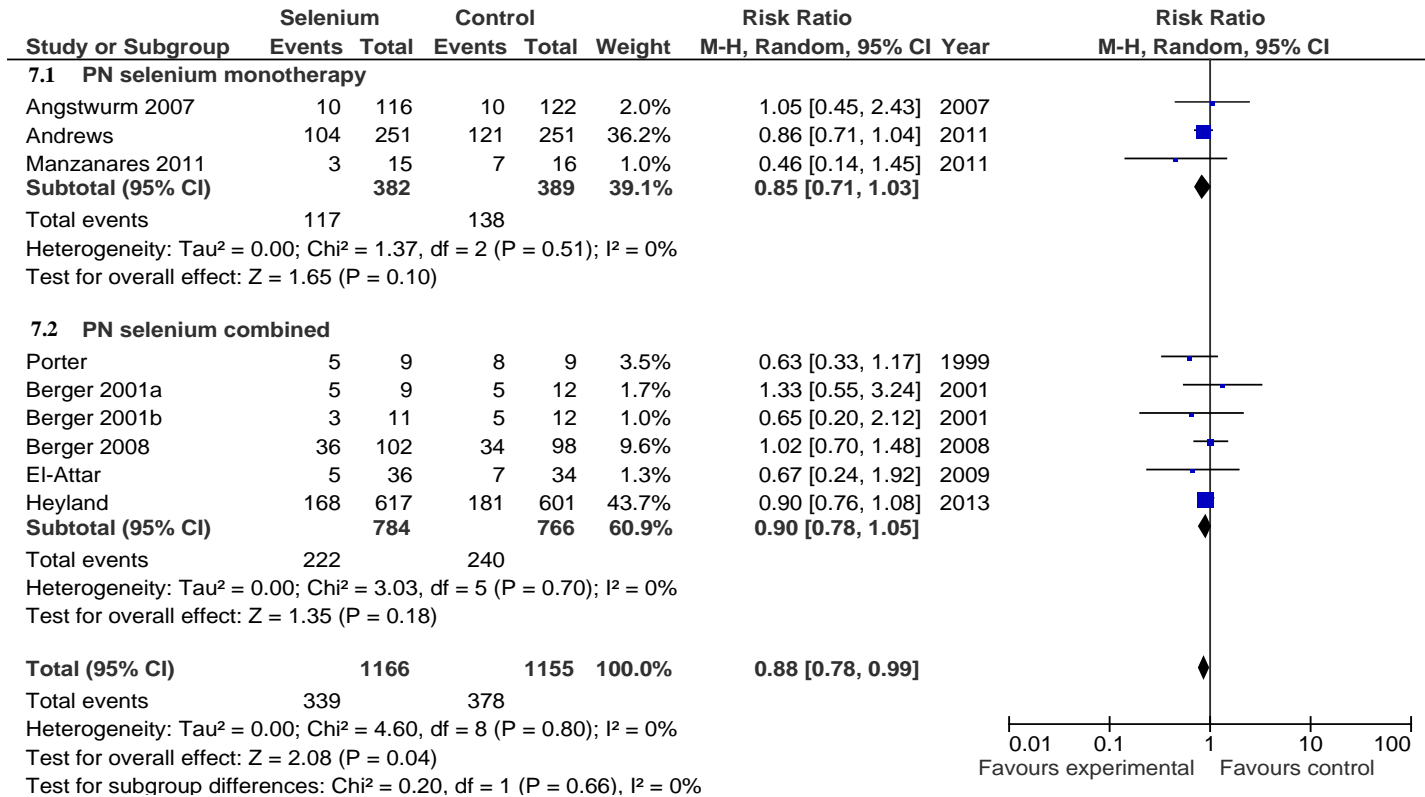 Selenium Control Risk Ratio Risk Ratio
Study or Subgroup Events Total Events Total Weight M-H, Random, 95% CI Year M-H, Random, 95% CI
7.1 PN selenium monotherapy
Angstwurm 2007 10 116 10 122 2.0% 1.05 [0.45, 2.43] 2007
Andrews 104 251 121 251 36.2% 0.86 [0.71, 1.04] 2011
Manzanares 2011 3 15 7 16 1.0% 0.46 [0.14, 1.45] 2011
Subtotal (95% CI) 382 389 39.1% 0.85 [0.71, 1.03]
Total events 117 138
Heterogeneity: Tau² = 0.00; Chi² = 1.37, df = 2 (P = 0.51); I² = 0%
Test for overall effect: Z = 1.65 (P = 0.10)
7.2 PN selenium combined
Porter 5 9 8 9 3.5% 0.63 [0.33, 1.17] 1999
Berger 2001a 5 9 5 12 1.7% 1.33 [0.55, 3.24] 2001
Berger 2001b 3 11 5 12 1.0% 0.65 [0.20, 2.12] 2001
Berger 2008 36 102 34 98 9.6% 1.02 [0.70, 1.48] 2008
El-Attar 5 36 7 34 1.3% 0.67 [0.24, 1.92] 2009
Heyland 168 617 181 601 43.7% 0.90 [0.76, 1.08] 2013
Subtotal (95% CI) 784 766 60.9% 0.90 [0.78, 1.05]
Total events 222 240
Heterogeneity: Tau² = 0.00; Chi² = 3.03, df = 5 (P = 0.70); I² = 0%
Test for overall effect: Z = 1.35 (P = 0.18)
Total (95% CI) 1166 1155 100.0% 0.88 [0.78, 0.99]
Total events 339 378
Heterogeneity: Tau² = 0.00; Chi² = 4.60, df = 8 (P = 0.80); I² = 0%
Test for overall effect: Z = 2.08 (P = 0.04)
Test for subgroup differences: Chi² = 0.20, df = 1 (P = 0.66), I² = 0%
0.01 0.1 1 10 100
Favours experimental Favours control